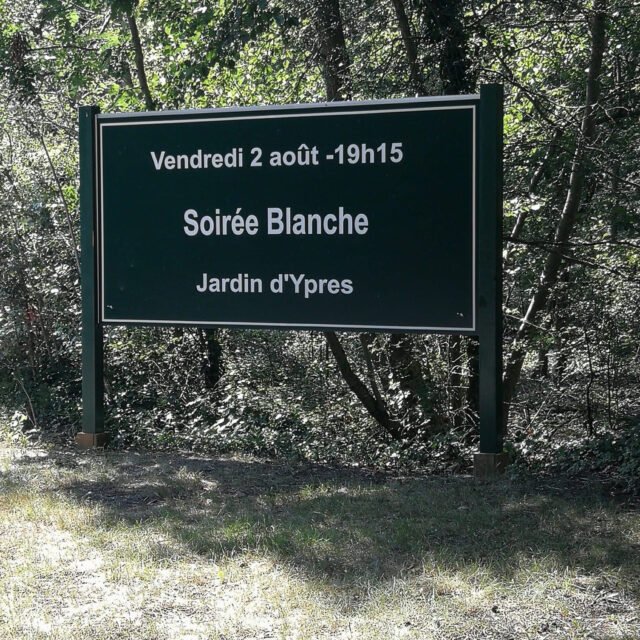 Vendredi 2 août -19h15
Soirée Blanche
Jardin d'Ypres